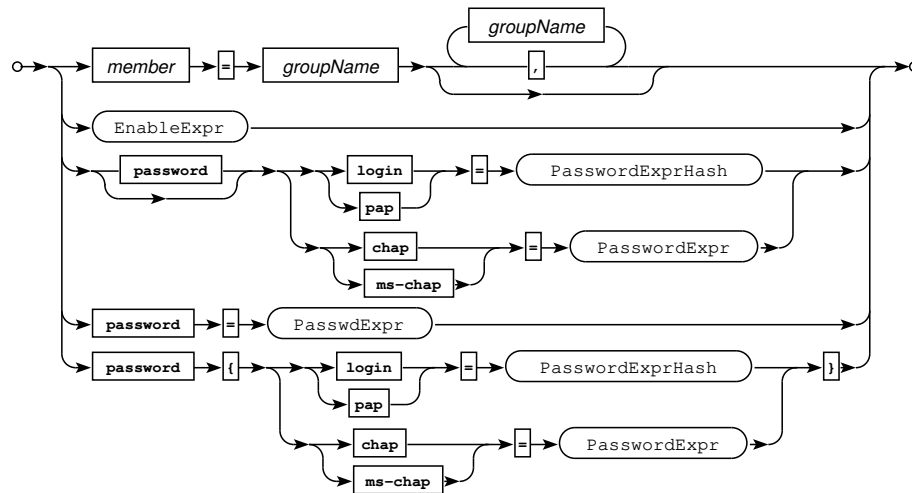 groupName
member = groupName ,
EnableExpr
password login = PasswordExprHash
pap
chap = PasswordExpr
ms-chap
password = PasswdExpr
password { login = PasswordExprHash }
pap
chap = PasswordExpr
ms-chap